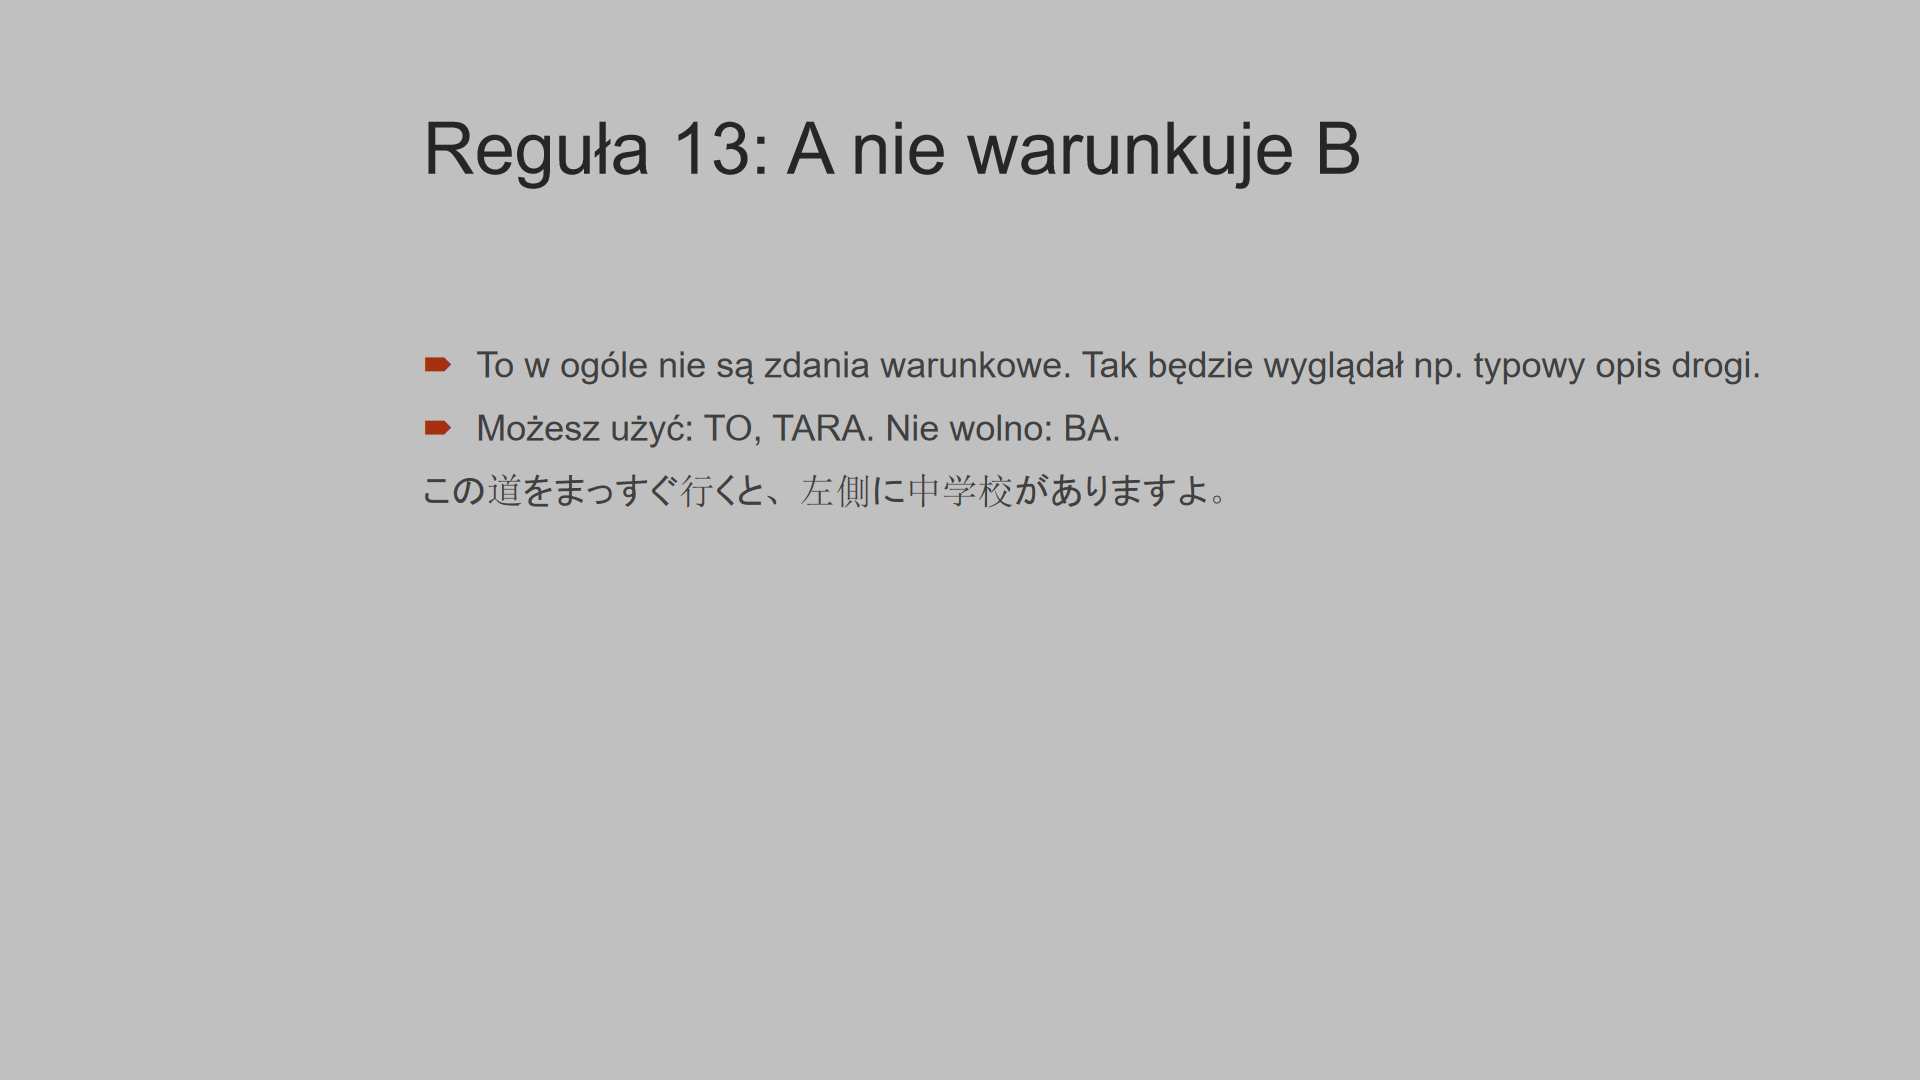 Reguła 13: A nie warunkuje B
To w ogóle nie są zdania warunkowe. Tak będzie wyglądał np. typowy opis drogi.
Możesz użyć: TO, TARA. Nie wolno: BA.
この道をまっすぐ行くと、左側に中学校がありますよ。